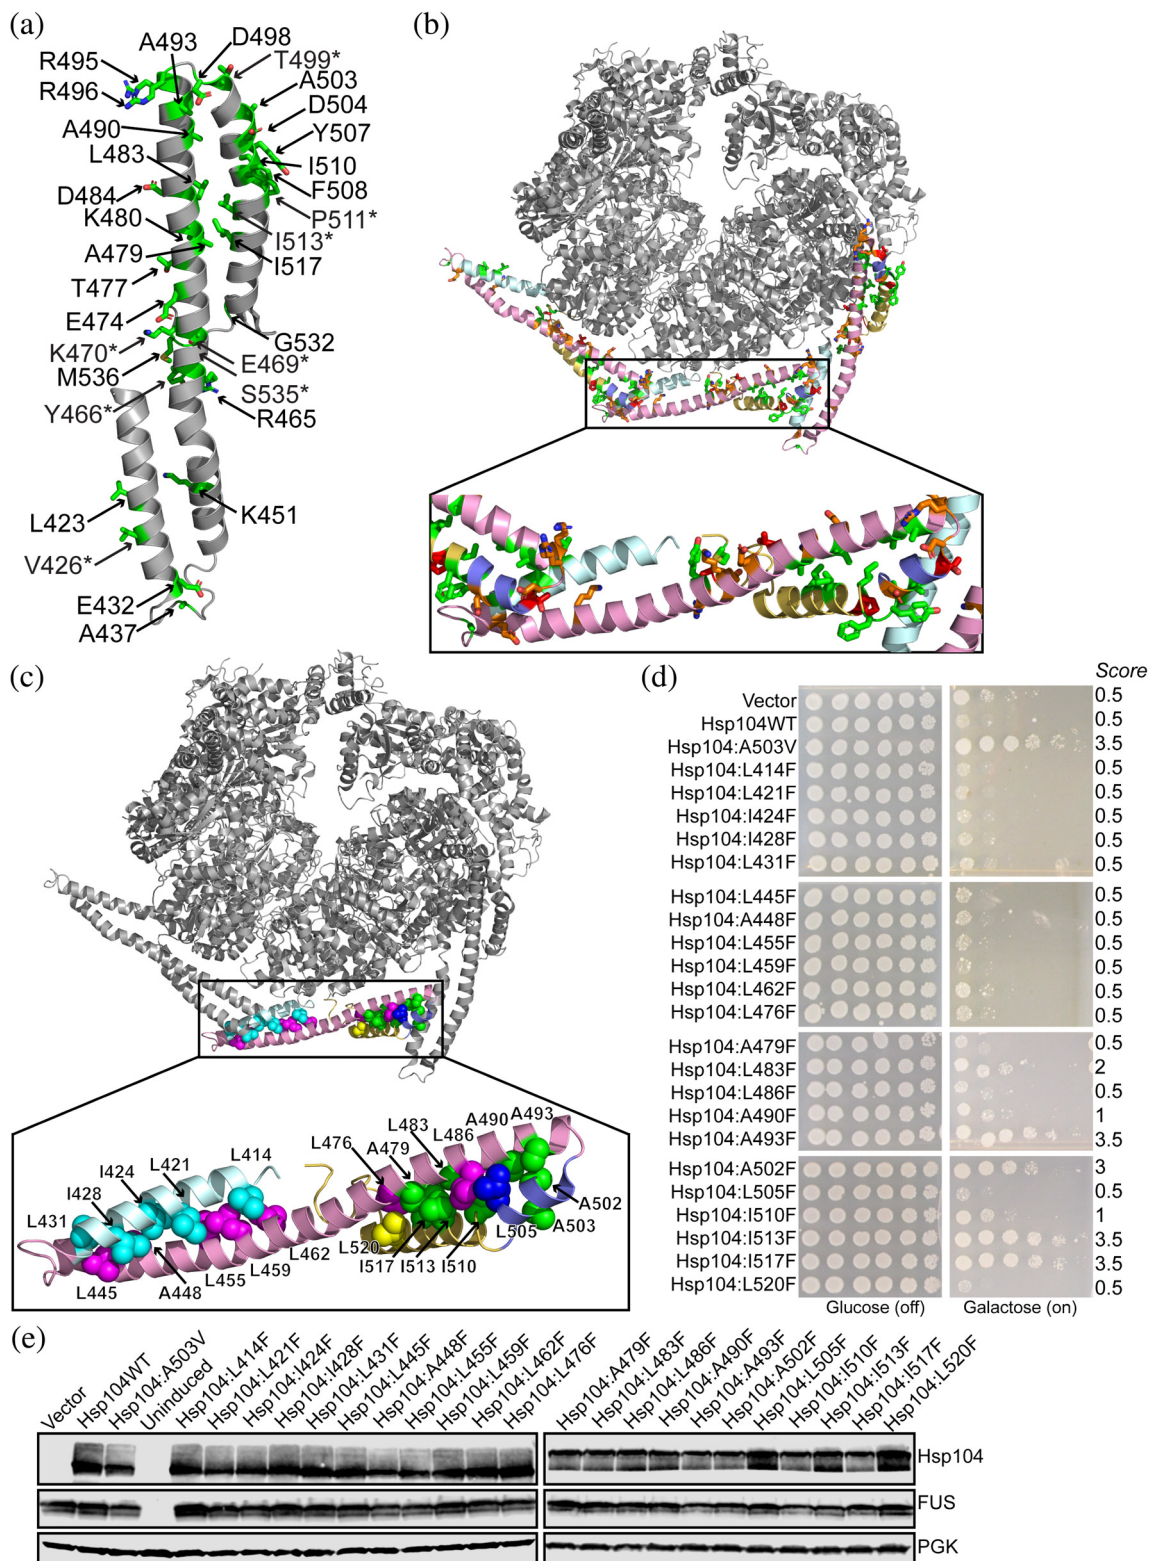 (a)
A493
D498
R495
T499*
R496
A503
D504
A490
Y507
L483
I510
D484
F508
K480
P511*
I513*
A479
I517
T477
E474
G532
K470*
E469*
M536
S535*
Y466*
R465
K451
L423
V426*
E432
A437
(b)
(c)
L483
A490
A493
L486
A479
L476
L414
L421
I424
I428
L431
A502
A503
L505
I510
I513
I517
L520
L462
L459
L455
A448
L445
(d)
Score
Vector 0.5
Hsp104WT 0.5
Hsp104:A503V 3.5
Hsp104:L414F 0.5
Hsp104:L421F 0.5
Hsp104:I424F 0.5
Hsp104:I428F 0.5
Hsp104:L431F 0.5
Hsp104:L445F 0.5
Hsp104:A448F 0.5
Hsp104:L455F 0.5
Hsp104:L459F 0.5
Hsp104:L462F 0.5
Hsp104:L476F 0.5
Hsp104:A479F 0.5
Hsp104:L483F 2
Hsp104:L486F 0.5
Hsp104:A490F 1
Hsp104:A493F 3.5
Hsp104:A502F 3
Hsp104:L505F 0.5
Hsp104:I510F 1
Hsp104:I513F 3.5
Hsp104:I517F 3.5
Hsp104:L520F 0.5
Glucose (off) Galactose (on)
(e)
Vector
Hsp104WT
Hsp104:A503V
Uninduced
Hsp104:L414F
Hsp104:L421F
Hsp104:I424F
Hsp104:I428F
Hsp104:L431F
Hsp104:L445F
Hsp104:A448F
Hsp104:L455F
Hsp104:L459F
Hsp104:L462F
Hsp104:L476F
Hsp104:A479F
Hsp104:L483F
Hsp104:L486F
Hsp104:A490F
Hsp104:A493F
Hsp104:A502F
Hsp104:L505F
Hsp104:I510F
Hsp104:I513F
Hsp104:I517F
Hsp104:L520F
Hsp104
FUS
PGK